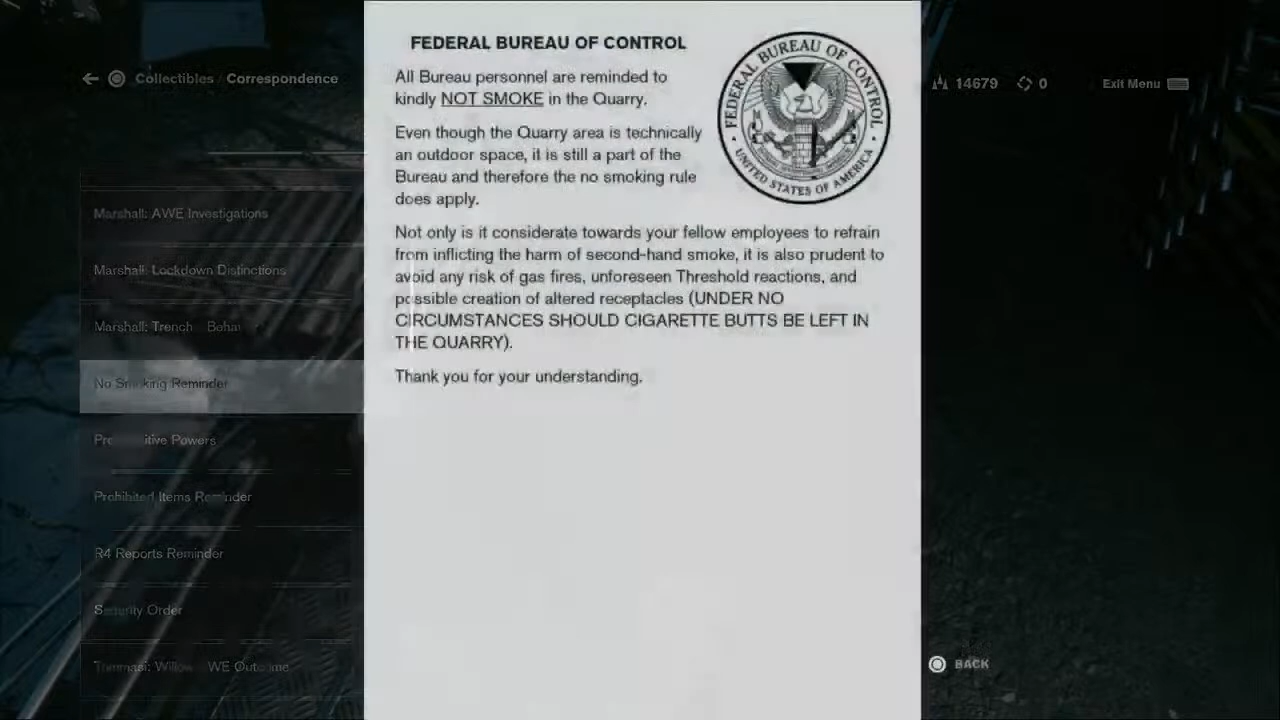 FEDERAL BUREAU OF CONTROL
All Bureau personnel are reminded to
kindly NOT SMOKE in the Quarry.
Even though the Quarry area is technically
an outdoor space, it is still a part of the
Bureau and therefore the no smoking rule
does apply.
Not only is it considerate towards your fellow employees to refrain
from inflicting the harm of second-hand smoke, it is also prudent to
avoid any risk of gas fires, unforeseen Threshold reactions, and
possible creation of altered receptacles (UNDER NO
CIRCUMSTANCES SHOULD CIGARETTE BUTTS BE LEFT IN
THE QUARRY).
Thank you for your understanding.
FEDERAL BUREAU OF CONTROL
UNITED STATES OF AMERICA
Collectibles Correspondence
14679 0 Exit Menu
Marshall: AWE Investigations
Marshall: Lockdown Distinctions
Marshall: Trench
No Smoking Reminder
Powers
Prohibited Items Reminder
R4 Reports Reminder
Security Order
Tommasi: Willow
BACK